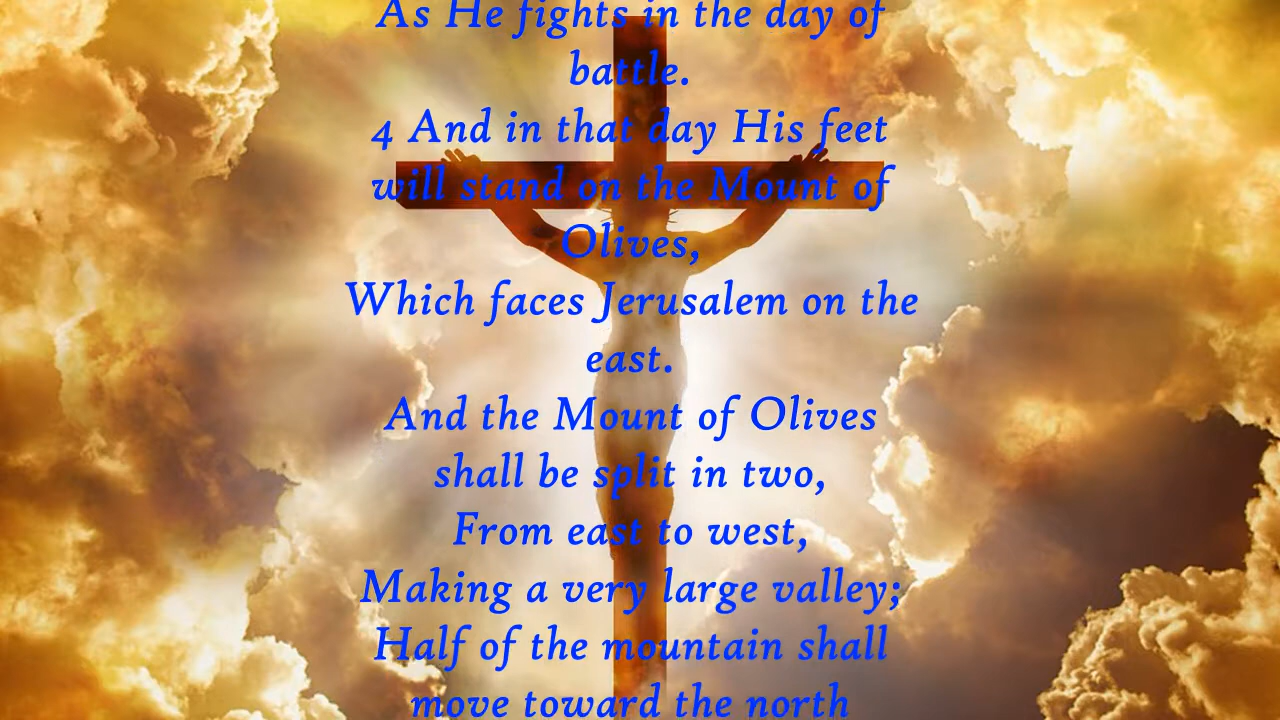 As He fights in the day of
battle.
4 And in that day His feet
will stand on the Mount of
Olives,
Which faces Jerusalem on the
east.
And the Mount of Olives
shall be split in two,
From east to west,
Making a very large valley;
Half of the mountain shall
move toward the north